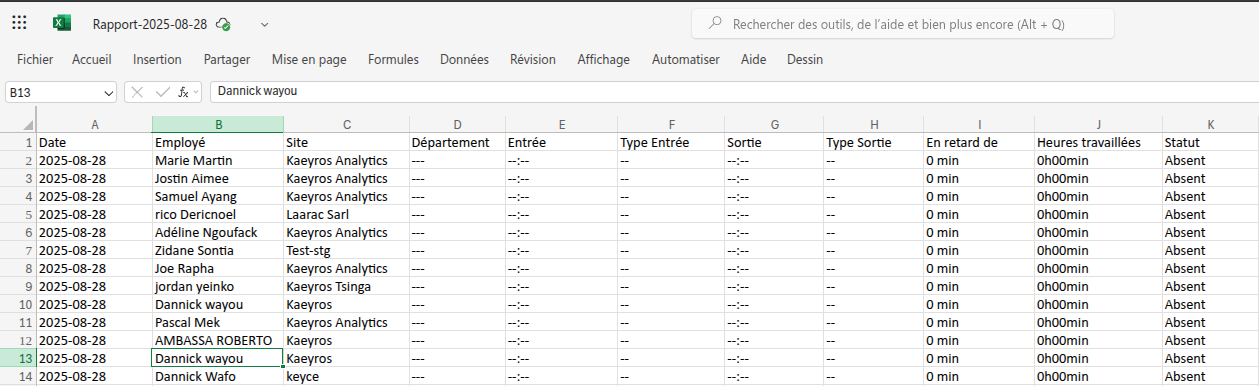 Rapport-2025-08-28
Rechercher des outils, de l'aide et bien plus encore (Alt + Q)
Fichier Accueil Insertion Partager Mise en page Formules Données Révision Affichage Automatiser Aide Dessin
B13 fx Dannick wayou
A B C D E F G H I J K
1 Date Employé Site Département Entrée Type Entrée Sortie Type Sortie En retard de Heures travaillées Statut
2 2025-08-28 Marie Martin Kaeyros Analytics --- --:-- -- --:-- -- 0 min 0h00min Absent
3 2025-08-28 Jostin Aimee Kaeyros Analytics --- --:-- -- --:-- -- 0 min 0h00min Absent
4 2025-08-28 Samuel Ayang Kaeyros Analytics --- --:-- -- --:-- -- 0 min 0h00min Absent
5 2025-08-28 rico Dericnoel Laarac Sarl --- --:-- -- --:-- -- 0 min 0h00min Absent
6 2025-08-28 Adéline Ngoufack Kaeyros Analytics --- --:-- -- --:-- -- 0 min 0h00min Absent
7 2025-08-28 Zidane Sontia Test-stg --- --:-- -- --:-- -- 0 min 0h00min Absent
8 2025-08-28 Joe Rapha Kaeyros Analytics --- --:-- -- --:-- -- 0 min 0h00min Absent
9 2025-08-28 jordan yeinko Kaeyros Tsinga --- --:-- -- --:-- -- 0 min 0h00min Absent
10 2025-08-28 Dannick wayou Kaeyros --- --:-- -- --:-- -- 0 min 0h00min Absent
11 2025-08-28 Pascal Mek Kaeyros Analytics --- --:-- -- --:-- -- 0 min 0h00min Absent
12 2025-08-28 AMBASSA ROBERTO Kaeyros --- --:-- -- --:-- -- 0 min 0h00min Absent
13 2025-08-28 Dannick wayou Kaeyros --- --:-- -- --:-- -- 0 min 0h00min Absent
14 2025-08-28 Dannick Wafo keyce --- --:-- -- --:-- -- 0 min 0h00min Absent